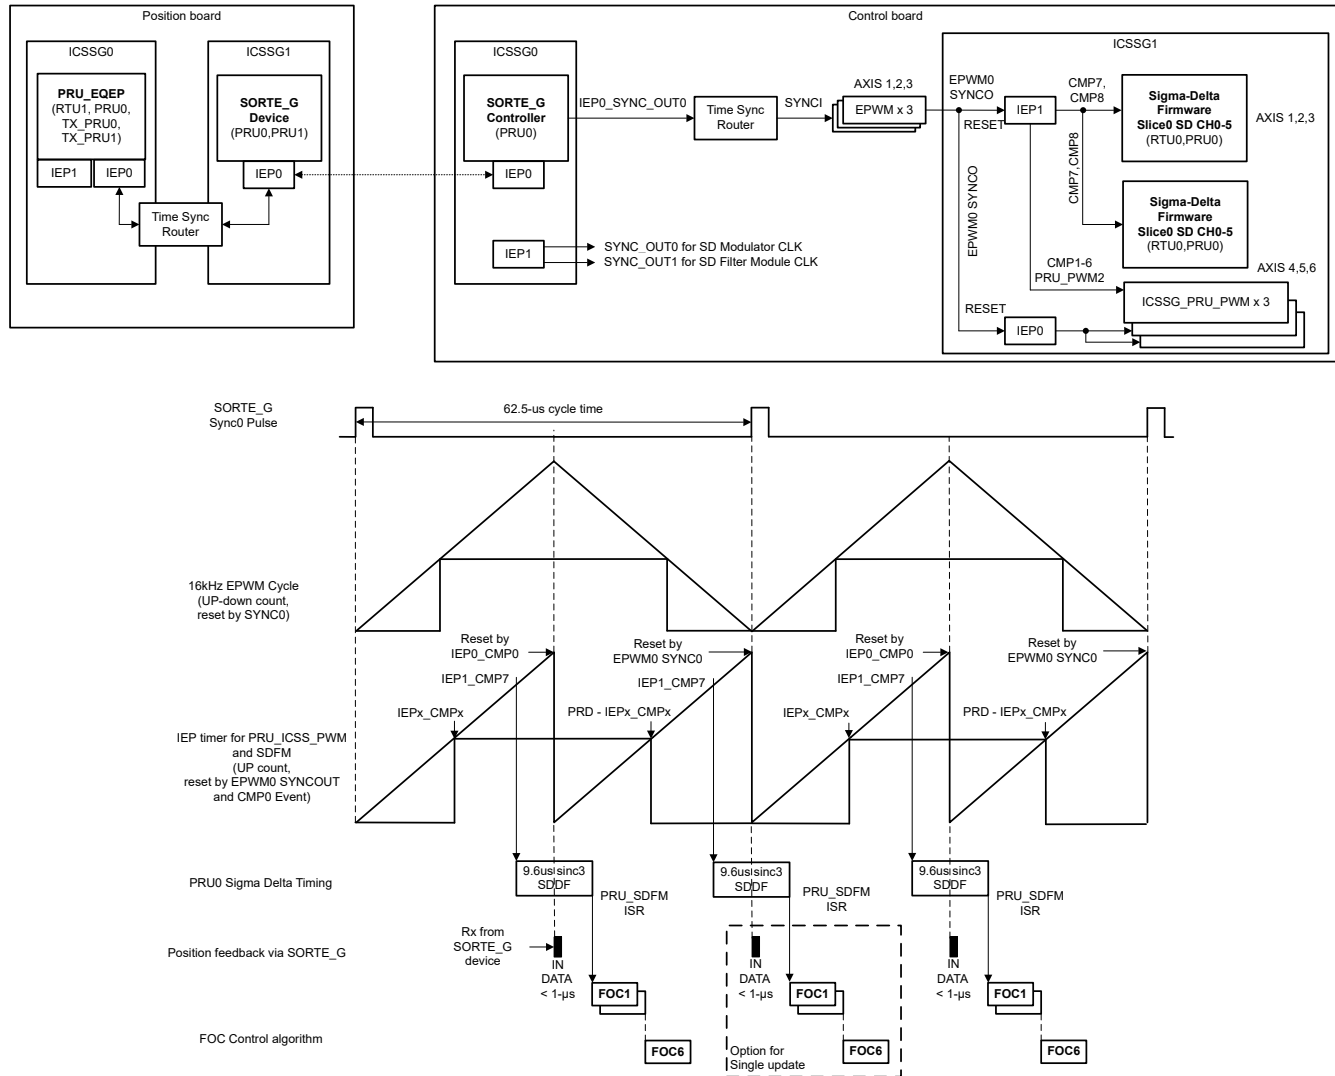 Position board
Control board
ICSSG0
ICSSG1
ICSSG0
ICSSG1
PRU_EQEP
(RTU1, PRU0,
TX_PRU0,
TX_PRU1)
IEP1
IEP0
SORTE_G
Device
(PRU0,PRU1)
IEP0
Time Sync
Router
SORTE_G
Controller
(PRU0)
IEP0
IEP1
SYNC_OUT0 for SD Modulator CLK
SYNC_OUT1 for SD Filter Module CLK
IEP0_SYNC_OUT0
Time Sync
Router
SYNCI
AXIS 1,2,3
EPWM x 3
EPWM0
SYNCO
RESET
EPWM0 SYNCO
IEP1
CMP7,
CMP8
CMP7,CMP8
Sigma-Delta
Firmware
Slice0 SD CH0-5
(RTU0,PRU0)
AXIS 1,2,3
Sigma-Delta
Firmware
Slice0 SD CH0-5
(RTU0,PRU0)
CMP1-6
PRU_PWM2
AXIS 4,5,6
ICSSG_PRU_PWM x 3
RESET
IEP0
SORTE_G
Sync0 Pulse
62.5-us cycle time
16kHz EPWM Cycle
(UP-down count,
reset by SYNC0)
Reset by
IEP0_CMP0
Reset by
EPWM0 SYNC0
Reset by
IEP0_CMP0
Reset by
EPWM0 SYNC0
IEP1_CMP7
IEP1_CMP7
IEP1_CMP7
IEPx_CMPx
PRD - IEPx_CMPx
IEPx_CMPx
PRD - IEPx_CMPx
IEP timer for PRU_ICSS_PWM
and SDFM
(UP count,
reset by EPWM0 SYNCOUT
and CMP0 Event)
PRU0 Sigma Delta Timing
9.6us sinc3
SDDF
PRU_SDFM
ISR
9.6us sinc3
SDDF
PRU_SDFM
ISR
9.6us sinc3
SDDF
PRU_SDFM
ISR
Position feedback via SORTE_G
Rx from
SORTE_G
device
IN
DATA
< 1-μs
IN
DATA
< 1-μs
IN
DATA
< 1-μs
FOC1
FOC1
FOC1
FOC Control algorithm
FOC6
Option for
Single update
FOC6
FOC6